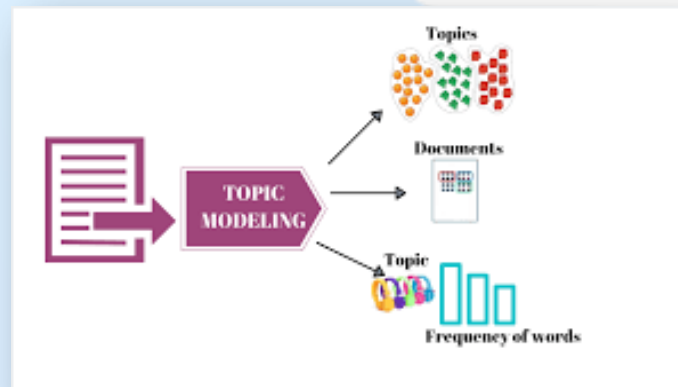 Topics
Documents
TOPIC
MODELING
Topic
Frequency of words